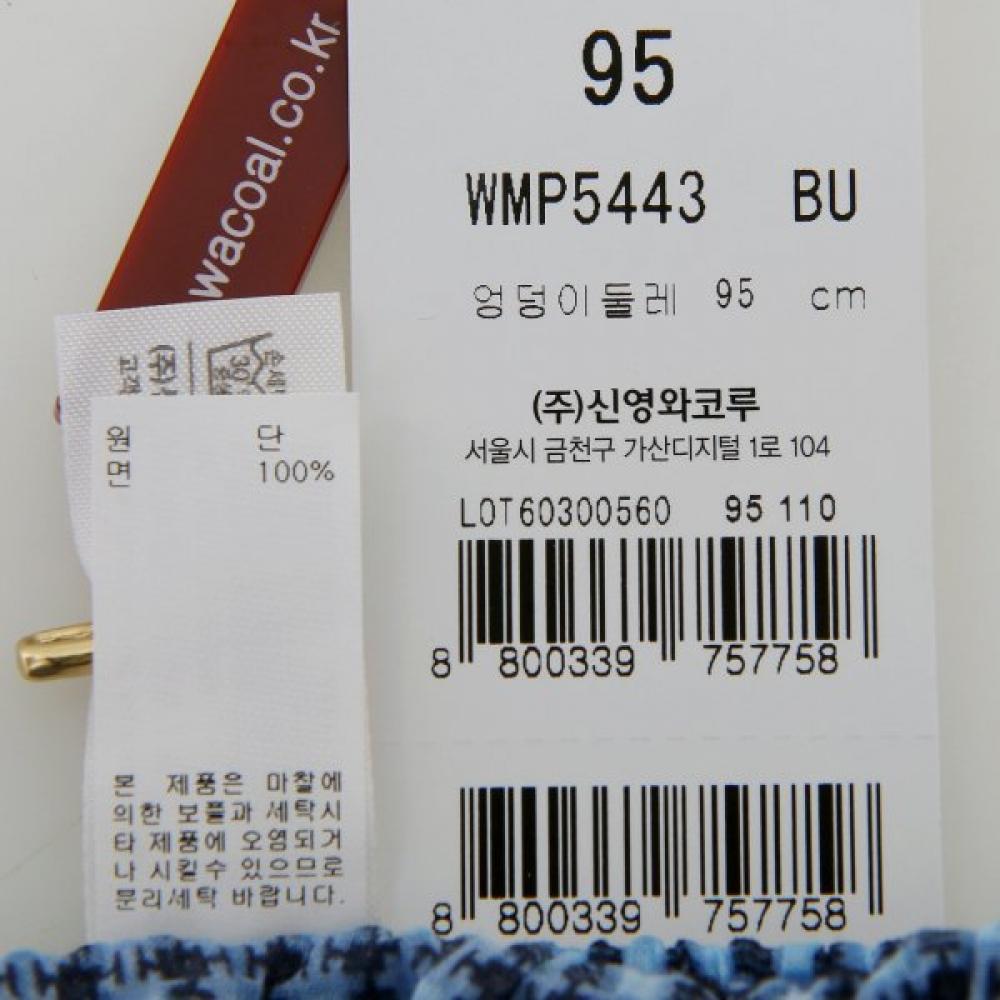 wacoal.co.kr
95
WMP5443 BU
엉덩이둘레 95 cm
(주)신영와코루
서울시 금천구 가산디지털 1로 104
LOT60300560 95 110
8 800339 757758
8 800339 757758
30
(주)
고객
원 단
면 100%
본 제품은 마찰에
의한 보풀과 세탁시
타 제품에 오염되거
나 시킬수 있으므로
분리세탁 바랍니다.